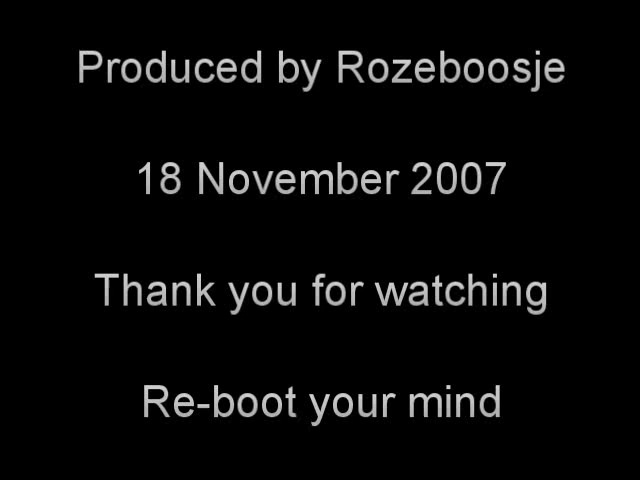 Produced by Rozeboosje
18 November 2007
Thank you for watching
Re-boot your mind